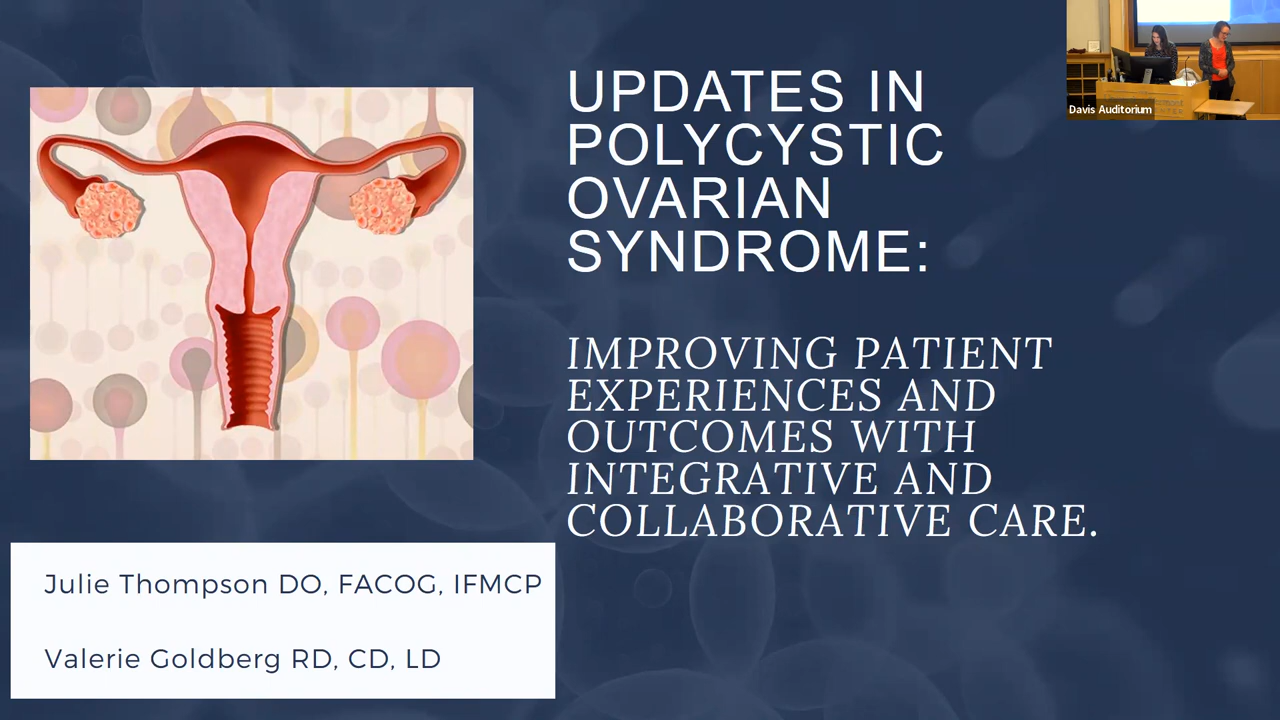 UPDATES IN
POLYCYSTIC
OVARIAN
SYNDROME:
IMPROVING PATIENT
EXPERIENCES AND
OUTCOMES WITH
INTEGRATIVE AND
COLLABORATIVE CARE.
Julie Thompson DO, FACOG, IFMCP
Valerie Goldberg RD, CD, LD
Davis Auditorium